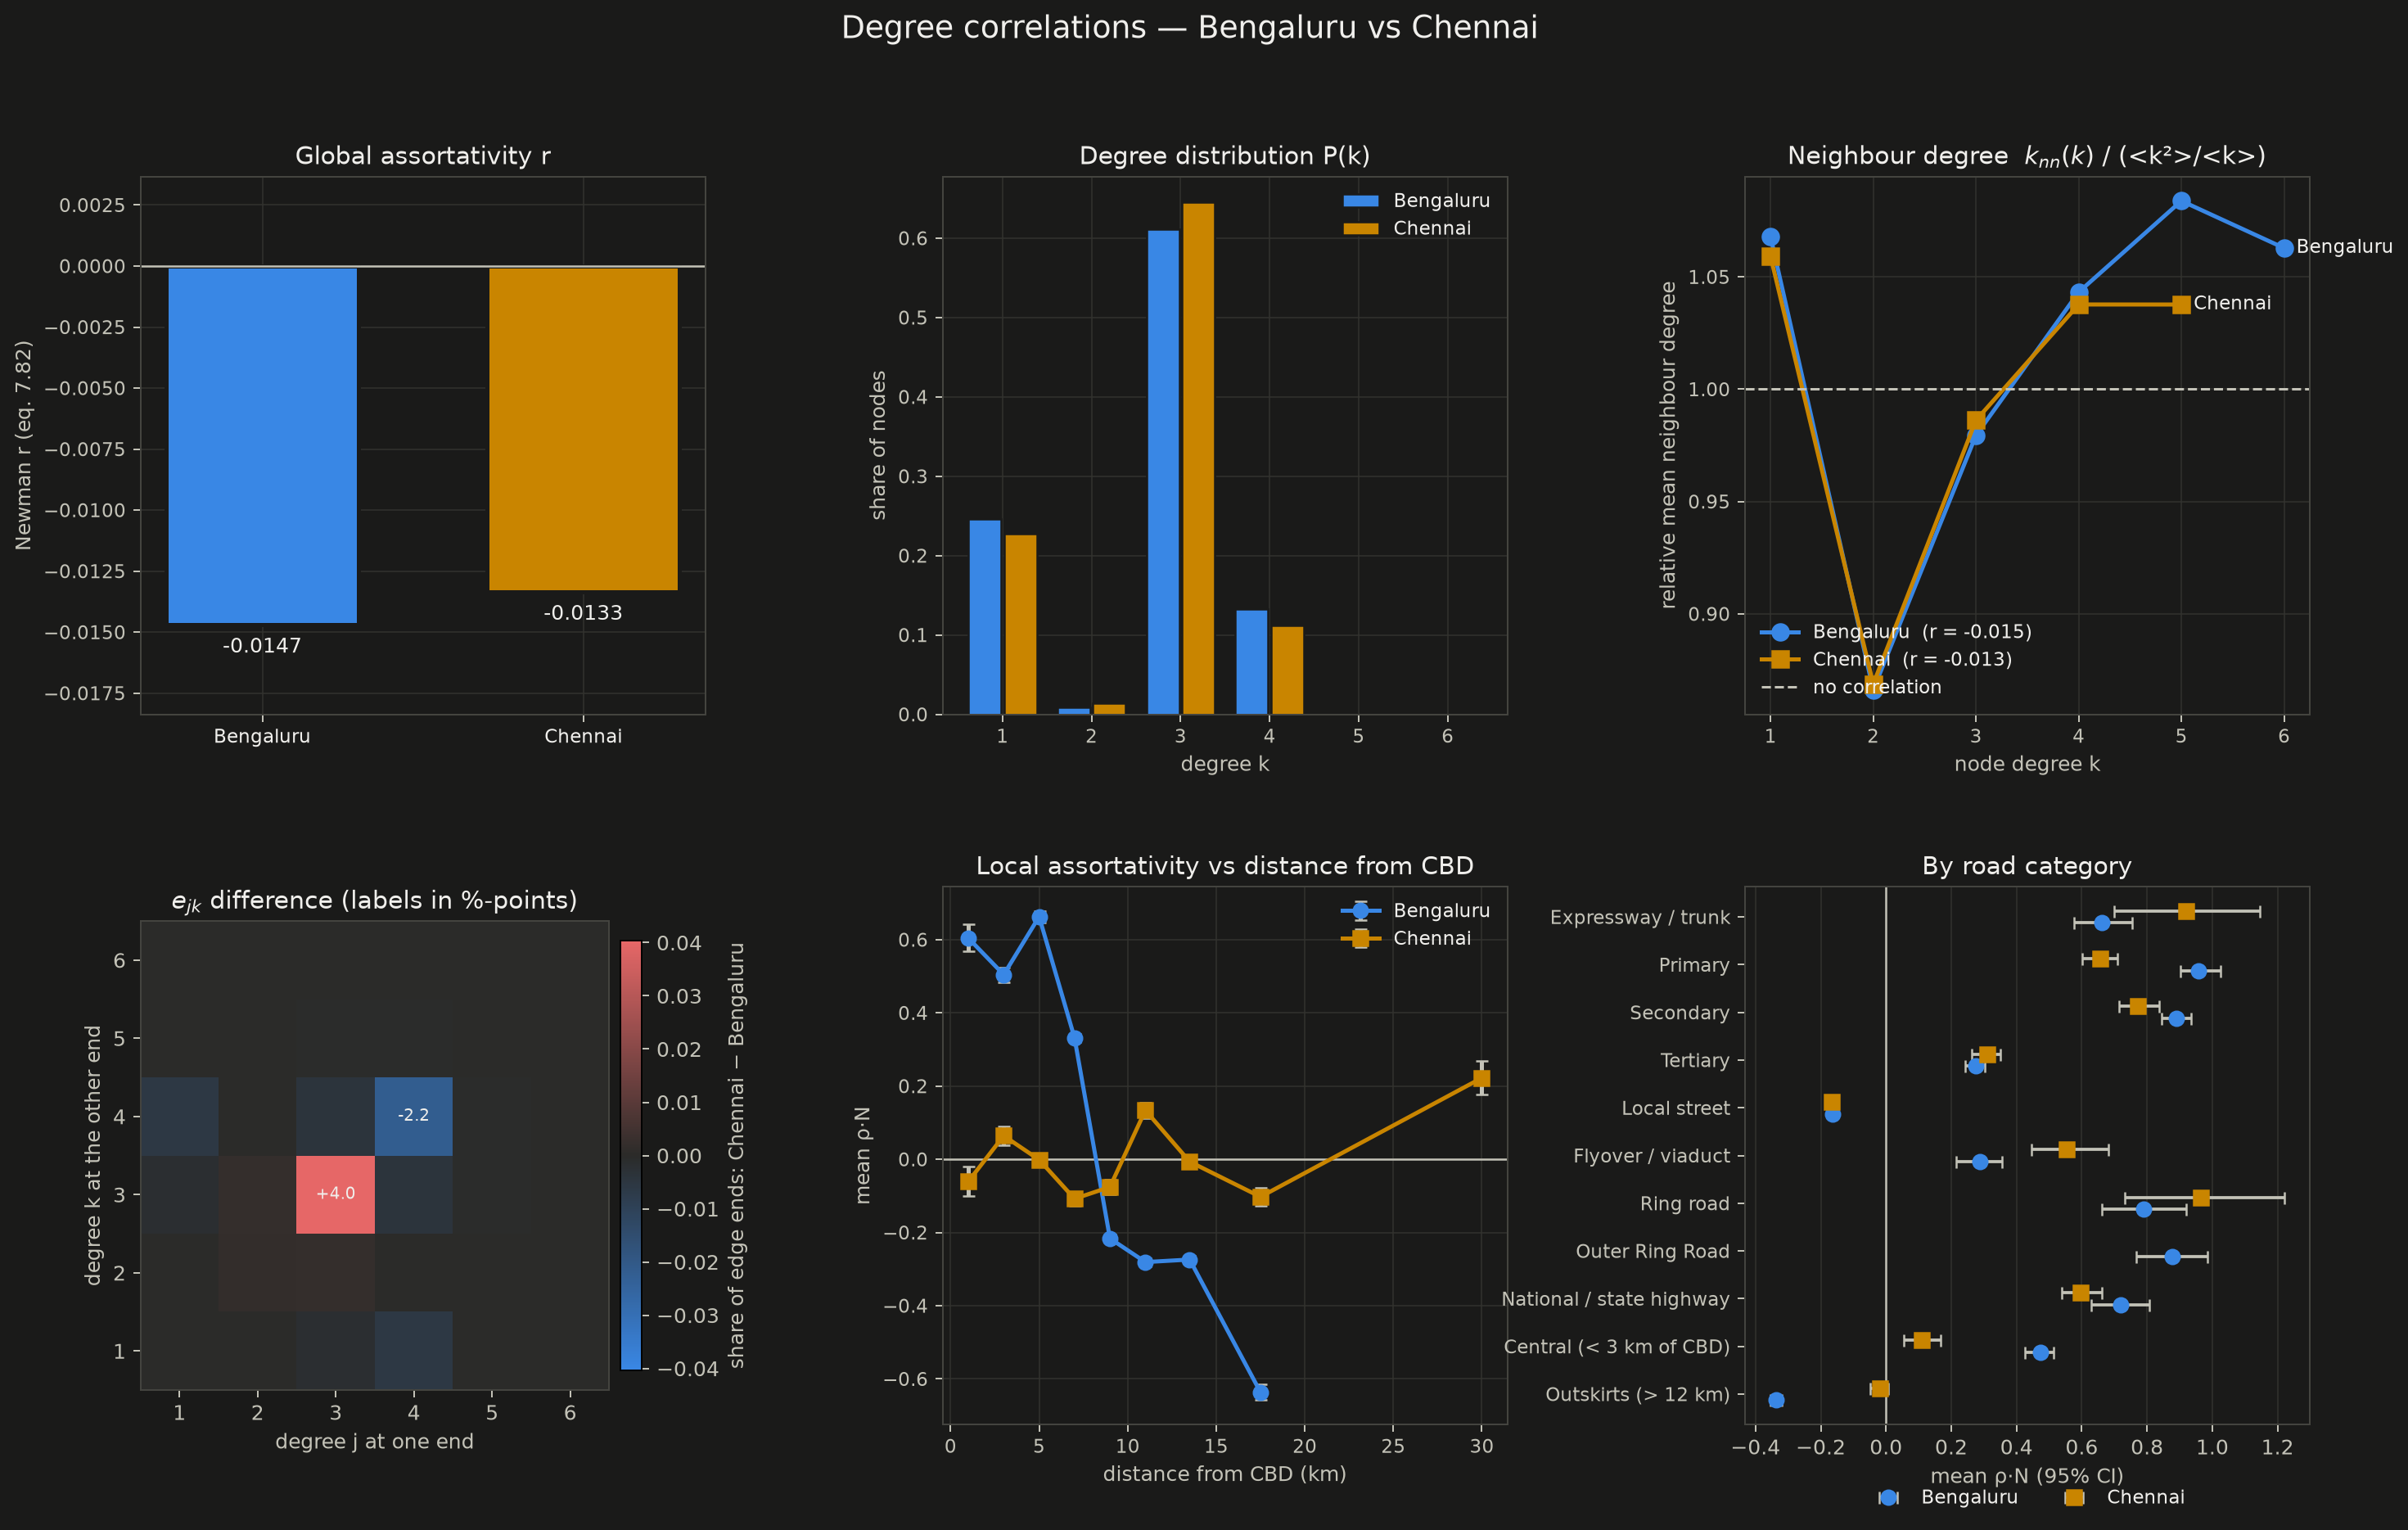 Degree correlations — Bengaluru vs Chennai
Global assortativity r
Newman r (eq. 7.82)
0.0025
0.0000
−0.0025
−0.0050
−0.0075
−0.0100
−0.0125
−0.0150
−0.0175
-0.0147
-0.0133
Bengaluru
Chennai
Degree distribution P(k)
share of nodes
0.6
0.5
0.4
0.3
0.2
0.1
0.0
Bengaluru
Chennai
1 2 3 4 5 6
degree k
Neighbour degree knn(k) / (<k²>/<k>)
relative mean neighbour degree
1.05
1.00
0.95
0.90
Bengaluru
Chennai
Bengaluru (r = -0.015)
Chennai (r = -0.013)
no correlation
1 2 3 4 5 6
node degree k
ejk difference (labels in %-points)
degree k at the other end
6
5
4
3
2
1
-2.2
+4.0
1 2 3 4 5 6
degree j at one end
0.04
0.03
0.02
0.01
0.00
−0.01
−0.02
−0.03
−0.04
share of edge ends: Chennai − Bengaluru
Local assortativity vs distance from CBD
mean ρ·N
0.6
0.4
0.2
0.0
−0.2
−0.4
−0.6
Bengaluru
Chennai
0 5 10 15 20 25 30
distance from CBD (km)
By road category
Expressway / trunk
Primary
Secondary
Tertiary
Local street
Flyover / viaduct
Ring road
Outer Ring Road
National / state highway
Central (< 3 km of CBD)
Outskirts (> 12 km)
−0.4 −0.2 0.0 0.2 0.4 0.6 0.8 1.0 1.2
mean ρ·N (95% CI)
Bengaluru
Chennai